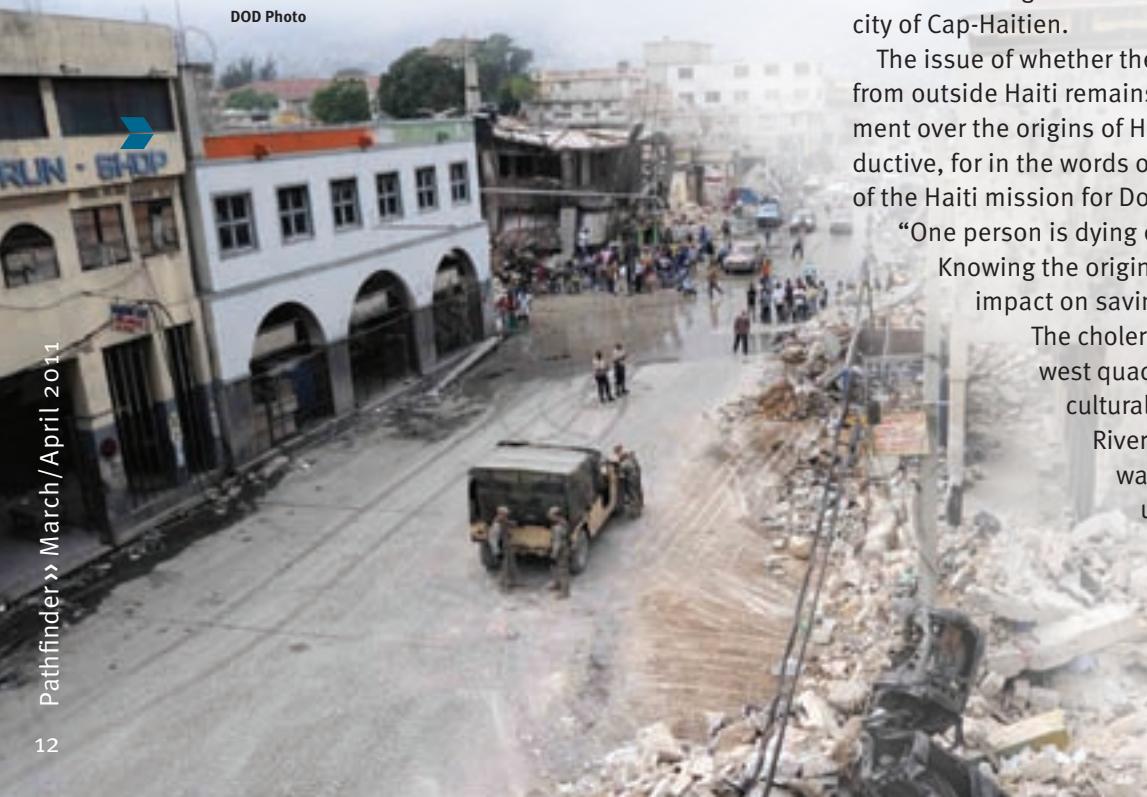 DOD Photo
city of Cap-Haitien.
The issue of whether the
from outside Haiti remains
ment over the origins of H
ductive, for in the words o
of the Haiti mission for Do
“One person is dying
Knowing the origin
impact on savin
The choler
west quad
cultural
River
wa
u
RUN - SHOP
Pathfinder ›› March/April 2011
12